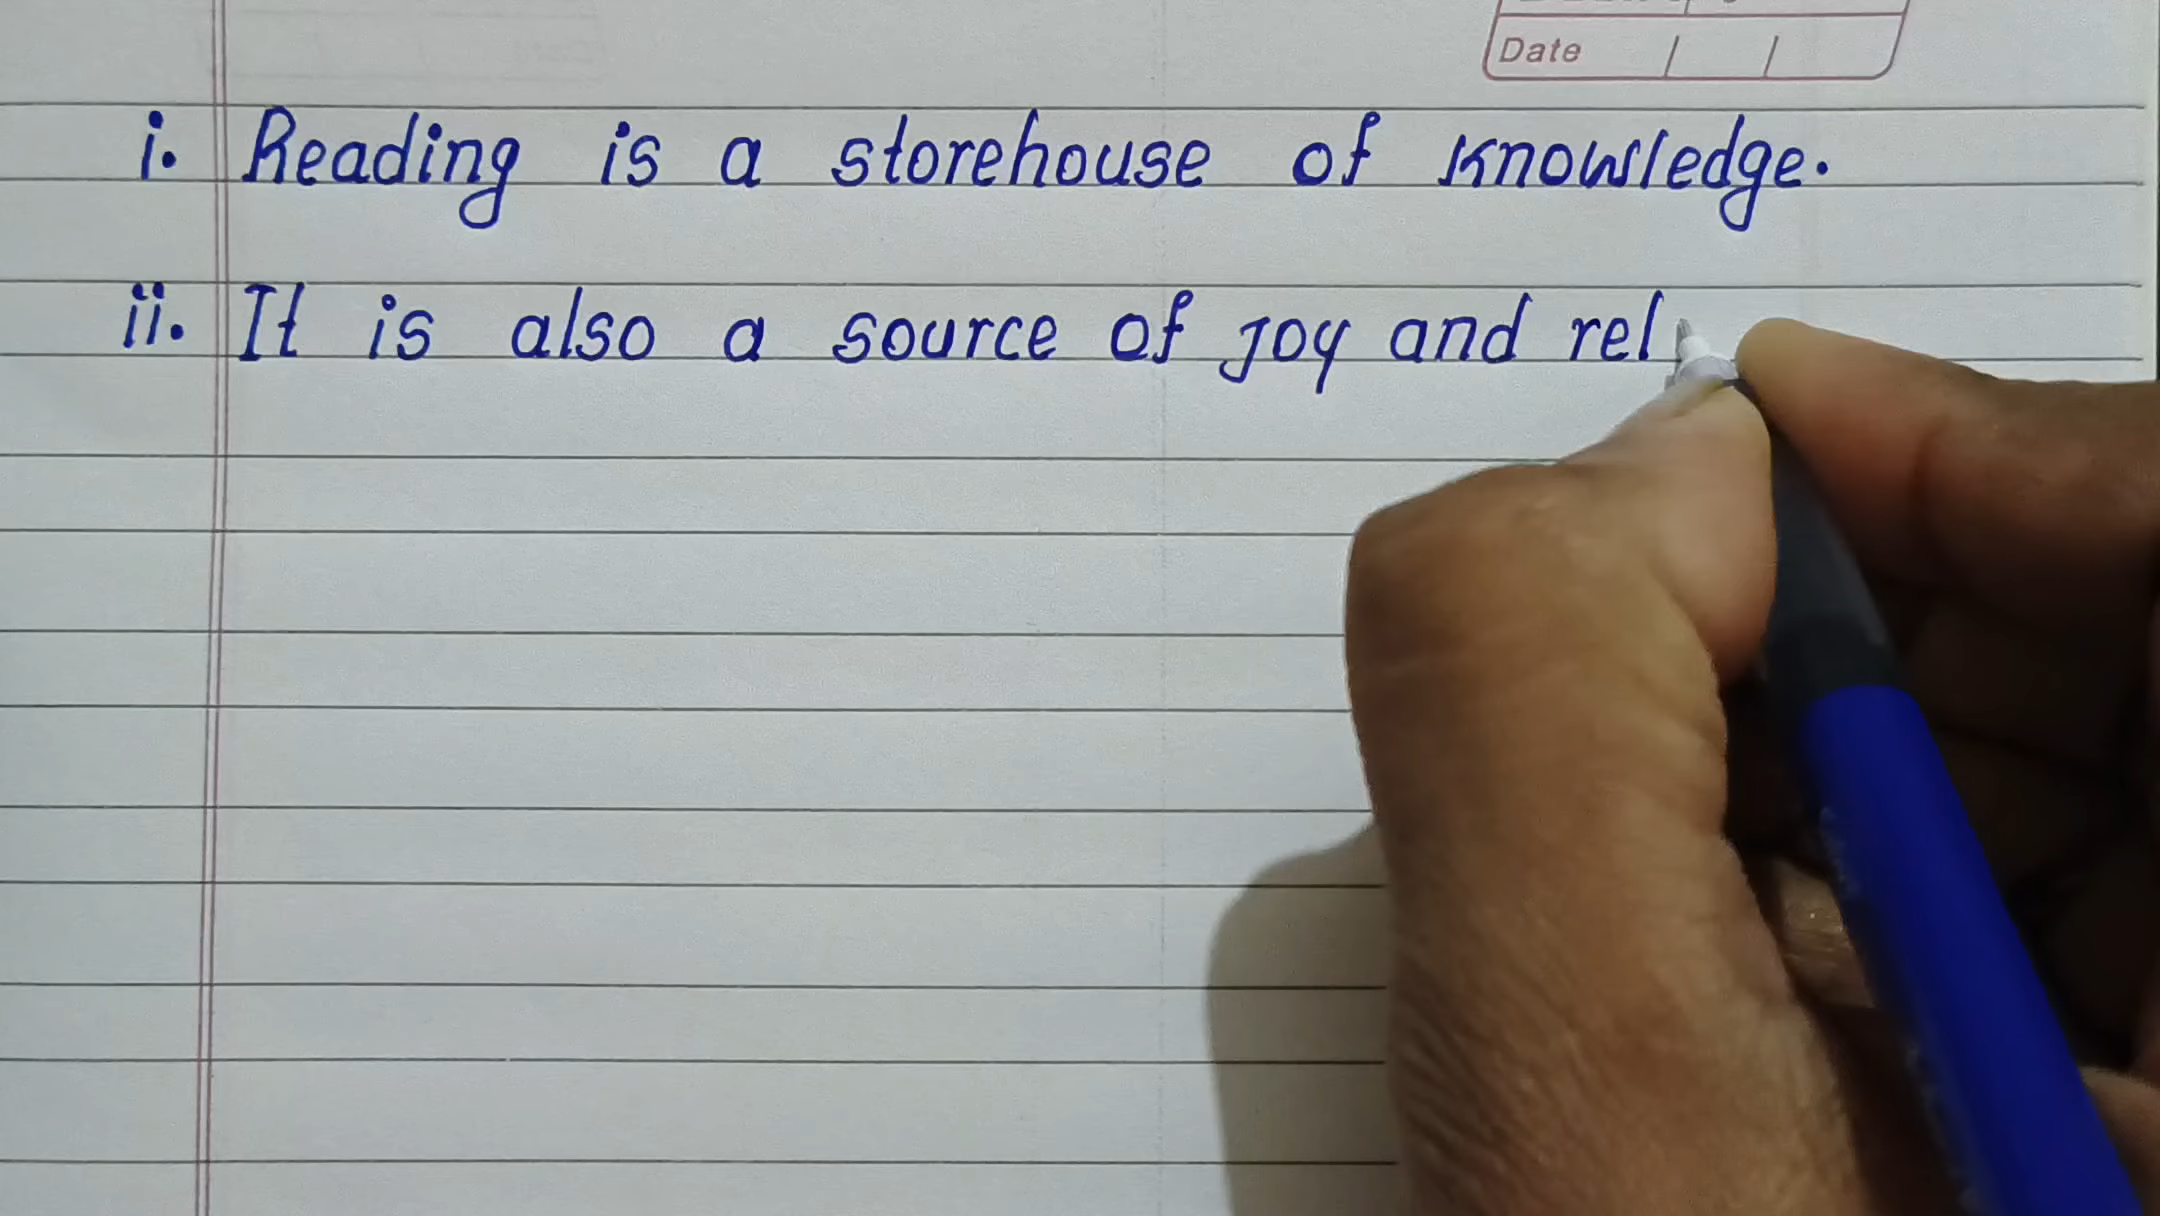 Date
i. Reading is a storehouse of knowledge.
ii. It is also a source of joy and rel